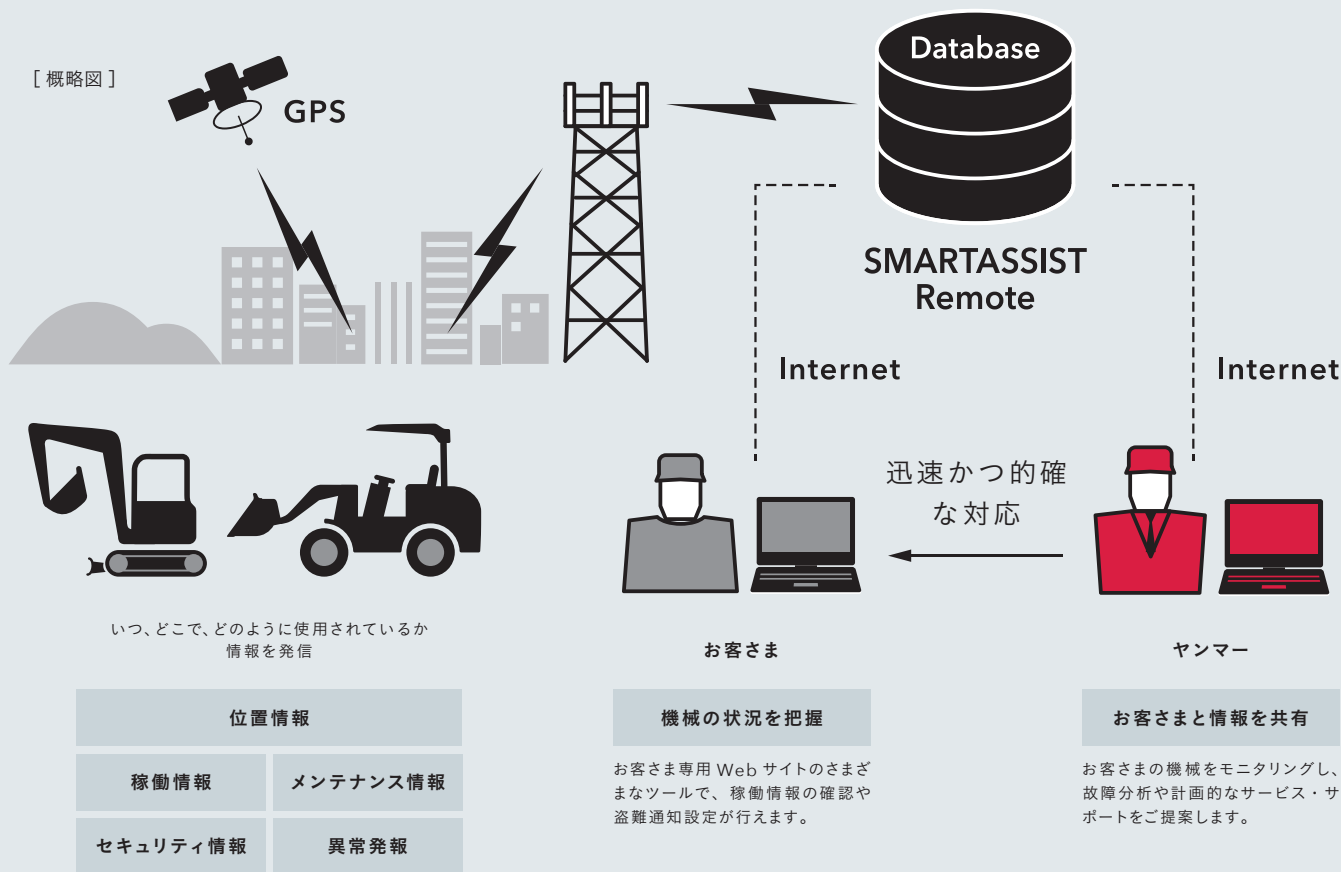 [ 概略図 ]
GPS
Database
SMARTASSIST
Remote
Internet
Internet
迅速かつ的確
な対応
いつ、どこで、どのように使用されているか
情報を発信
位置情報
稼働情報
メンテナンス情報
セキュリティ情報
異常発報
お客さま
機械の状況を把握
お客さま専用 Web サイトのさまざ
まなツールで、稼働情報の確認や
盗難通知設定が行えます。
ヤンマー
お客さまと情報を共有
お客さまの機械をモニタリングし、
故障分析や計画的なサービス・サ
ポートをご提案します。